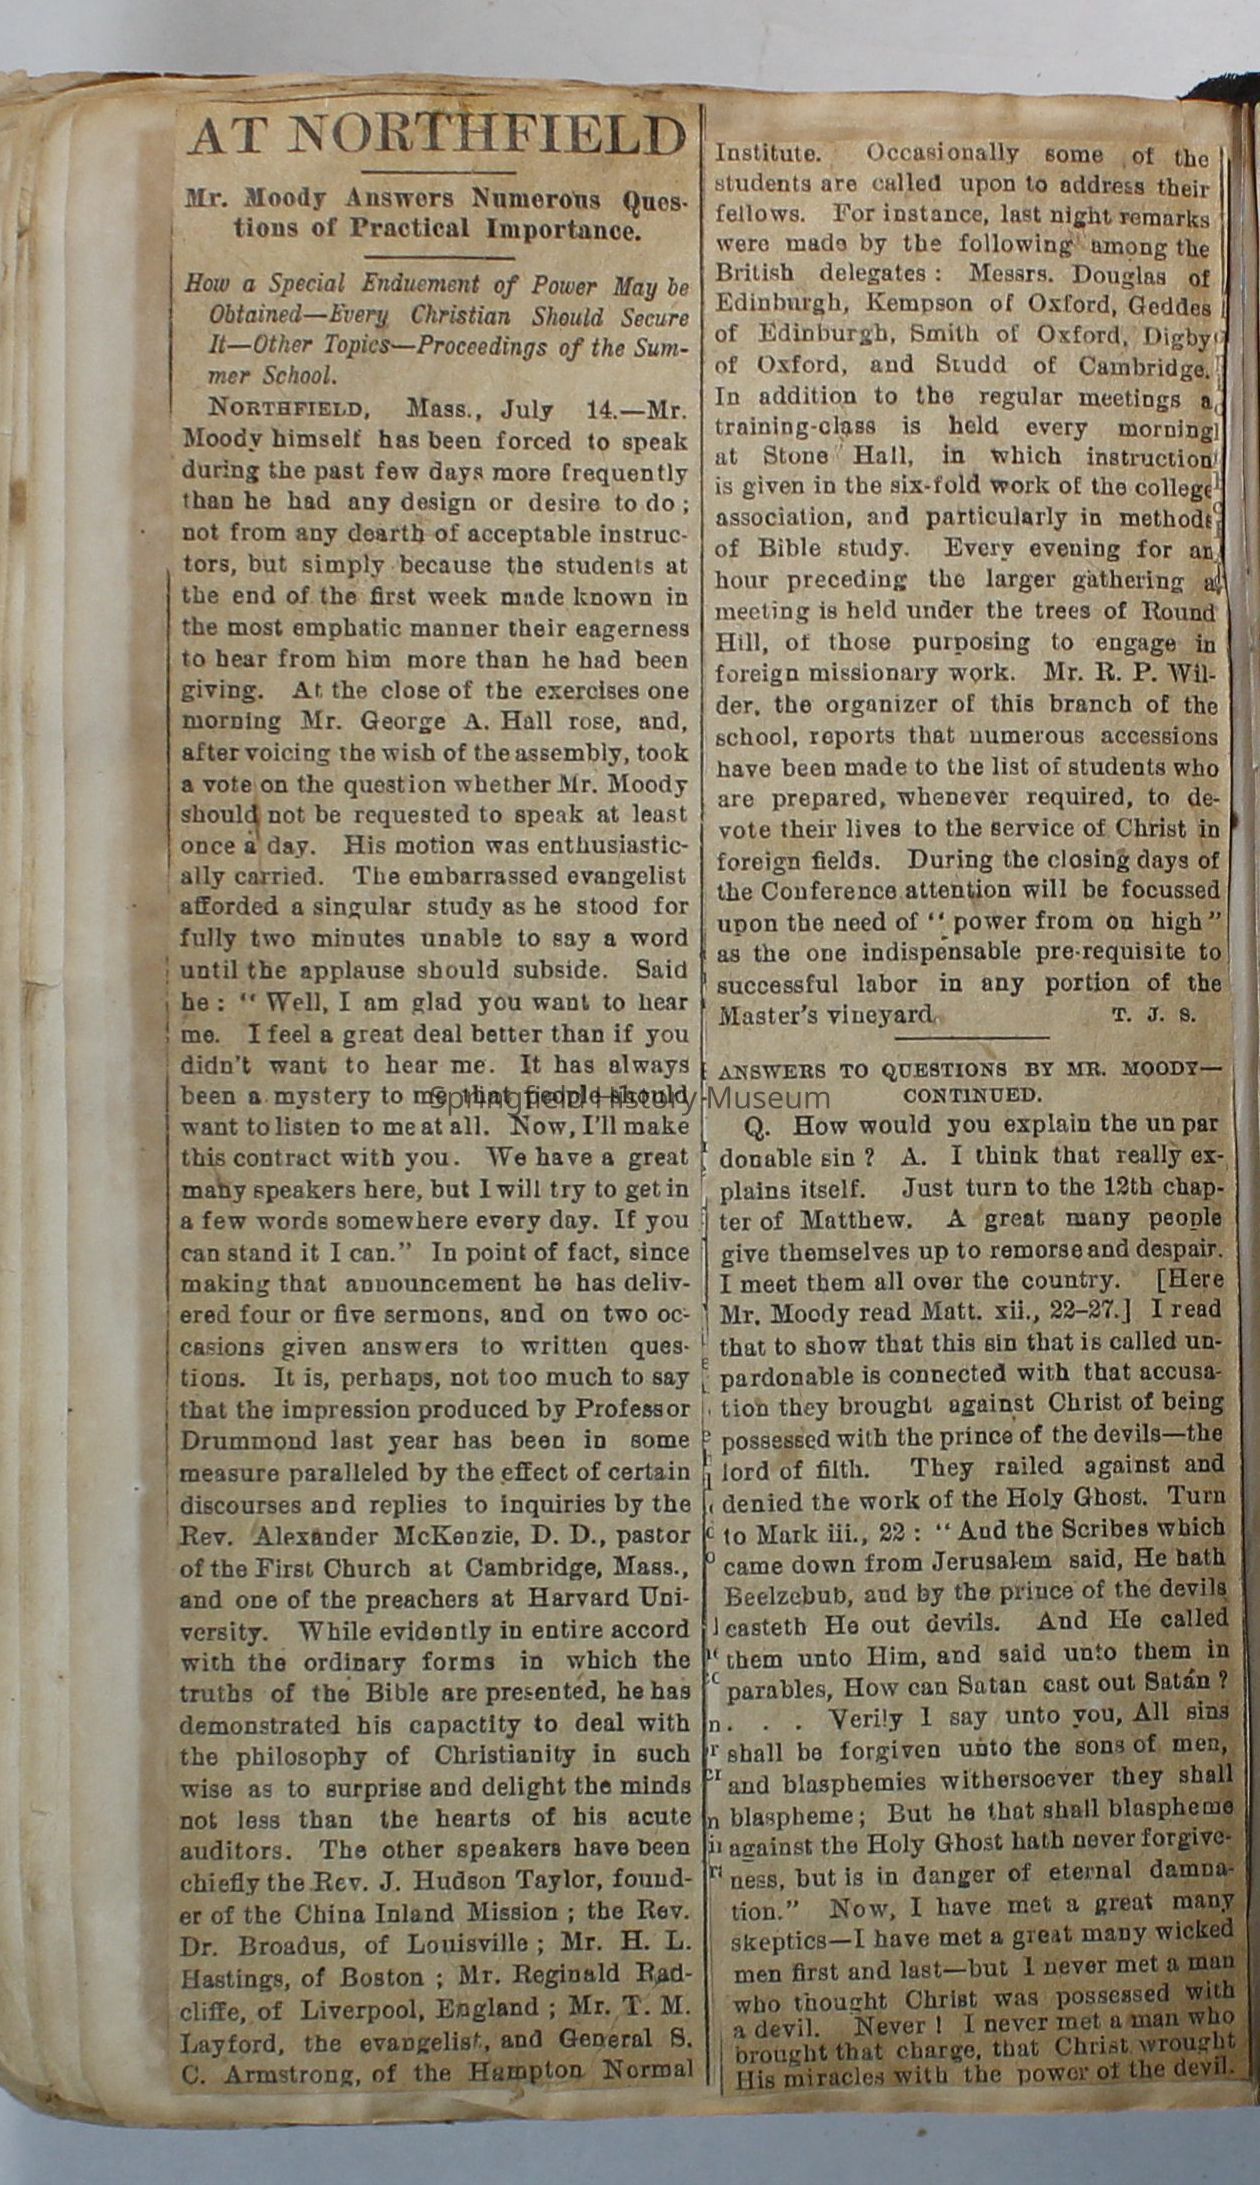 AT NORTHFIELD
Mr. Moody Answers Numerous Ques-
tions of Practical Importance.
How a Special Enduement of Power May be
Obtained—Every Christian Should Secure
It—Other Topics—Proceedings of the Sum-
mer School.
NORTHFIELD, Mass., July 14.—Mr.
Moody himself has been forced to speak
during the past few days more frequently
than he had any design or desire to do;
not from any dearth of acceptable instruc-
tors, but simply because the students at
the end of the first week made known in
the most emphatic manner their eagerness
to hear from him more than he had been
giving. At the close of the exercises one
morning Mr. George A. Hall rose, and,
after voicing the wish of the assembly, took
a vote on the question whether Mr. Moody
should not be requested to speak at least
once a day. His motion was enthusiastic-
ally carried. The embarrassed evangelist
afforded a singular study as he stood for
fully two minutes unable to say a word
until the applause should subside. Said
he: "Well, I am glad you want to hear
me. I feel a great deal better than if you
didn't want to hear me. It has always
been a mystery to me that people should
want to listen to me at all. Now, I'll make
this contract with you. We have a great
many speakers here, but I will try to get in
a few words somewhere every day. If you
can stand it I can." In point of fact, since
making that announcement he has deliv-
ered four or five sermons, and on two oc-
casions given answers to written ques-
tions. It is, perhaps, not too much to say
that the impression produced by Professor
Drummond last year has been in some
measure paralleled by the effect of certain
discourses and replies to inquiries by the
Rev. Alexander McKenzie, D. D., pastor
of the First Church at Cambridge, Mass.,
and one of the preachers at Harvard Uni-
versity. While evidently in entire accord
with the ordinary forms in which the
truths of the Bible are presented, he has
demonstrated his capactity to deal with
the philosophy of Christianity in such
wise as to surprise and delight the minds
not less than the hearts of his acute
auditors. The other speakers have been
chiefly the Rev. J. Hudson Taylor, found-
er of the China Inland Mission; the Rev.
Dr. Broadus, of Louisville; Mr. H. L.
Hastings, of Boston; Mr. Reginald Rad-
cliffe, of Liverpool, England; Mr. T. M.
Layford, the evangelist, and General S.
C. Armstrong, of the Hampton Normal
Institute. Occasionally some of the
students are called upon to address their
fellows. For instance, last night remarks
were made by the following among the
British delegates: Messrs. Douglas of
Edinburgh, Kempson of Oxford, Geddes
of Edinburgh, Smith of Oxford, Digby
of Oxford, and Studd of Cambridge.
In addition to the regular meetings a
training-class is held every morning
at Stone Hall, in which instruction
is given in the six-fold work of the college
association, and particularly in methods
of Bible study. Every evening for an
hour preceding the larger gathering a
meeting is held under the trees of Round
Hill, of those purposing to engage in
foreign missionary work. Mr. R. P. Wil-
der, the organizer of this branch of the
school, reports that numerous accessions
have been made to the list of students who
are prepared, whenever required, to de-
vote their lives to the service of Christ in
foreign fields. During the closing days of
the Conference attention will be focussed
upon the need of "power from on high"
as the one indispensable pre-requisite to
successful labor in any portion of the
Master's vineyard. T. J. S.
ANSWERS TO QUESTIONS BY MR. MOODY—
CONTINUED.
Q. How would you explain the un par
donable sin? A. I think that really ex-
plains itself. Just turn to the 12th chap-
ter of Matthew. A great many people
give themselves up to remorse and despair.
I meet them all over the country. [Here
Mr. Moody read Matt. xii., 22-27.] I read
that to show that this sin that is called un-
pardonable is connected with that accusa-
tion they brought against Christ of being
possessed with the prince of the devils—the
lord of filth. They railed against and
denied the work of the Holy Ghost. Turn
to Mark iii., 22: "And the Scribes which
came down from Jerusalem said, He hath
Beelzebub, and by the prince of the devils
casteth He out devils. And He called
them unto Him, and said unto them in
parables, How can Satan cast out Satan?
. . . Verily I say unto you, All sins
shall be forgiven unto the sons of men,
and blasphemies withersoever they shall
blaspheme; But he that shall blaspheme
against the Holy Ghost hath never forgive-
ness, but is in danger of eternal damna-
tion." Now, I have met a great many
skeptics—I have met a great many wicked
men first and last—but I never met a man
who thought Christ was possessed with
a devil. Never! I never met a man who
brought that charge, that Christ wrought
His miracles with the power of the devil.
Springfield History Museum